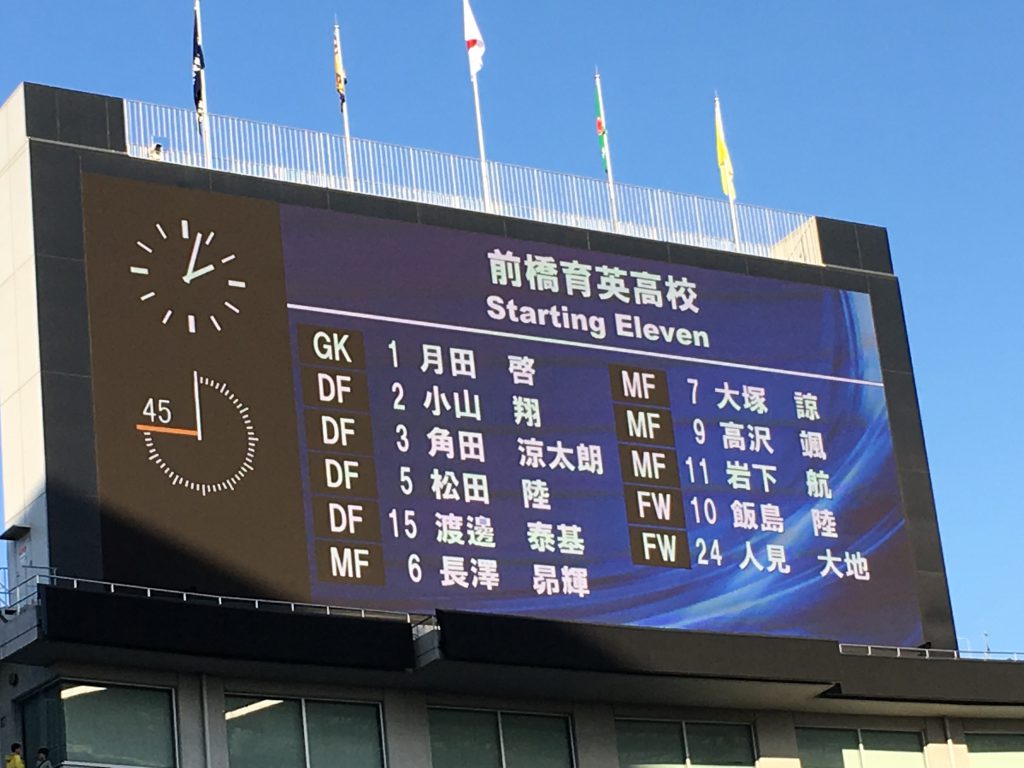 前橋育英高校
Starting Eleven
45
GK 1 月田 啓
DF 2 小山 翔
DF 3 角田 涼太朗
DF 5 松田 陸
DF 15 渡邊 泰基
MF 6 長澤 昴輝
MF 7 大塚 諒
MF 9 高沢 颯
MF 11 岩下 航
FW 10 飯島 陸
FW 24 人見 大地